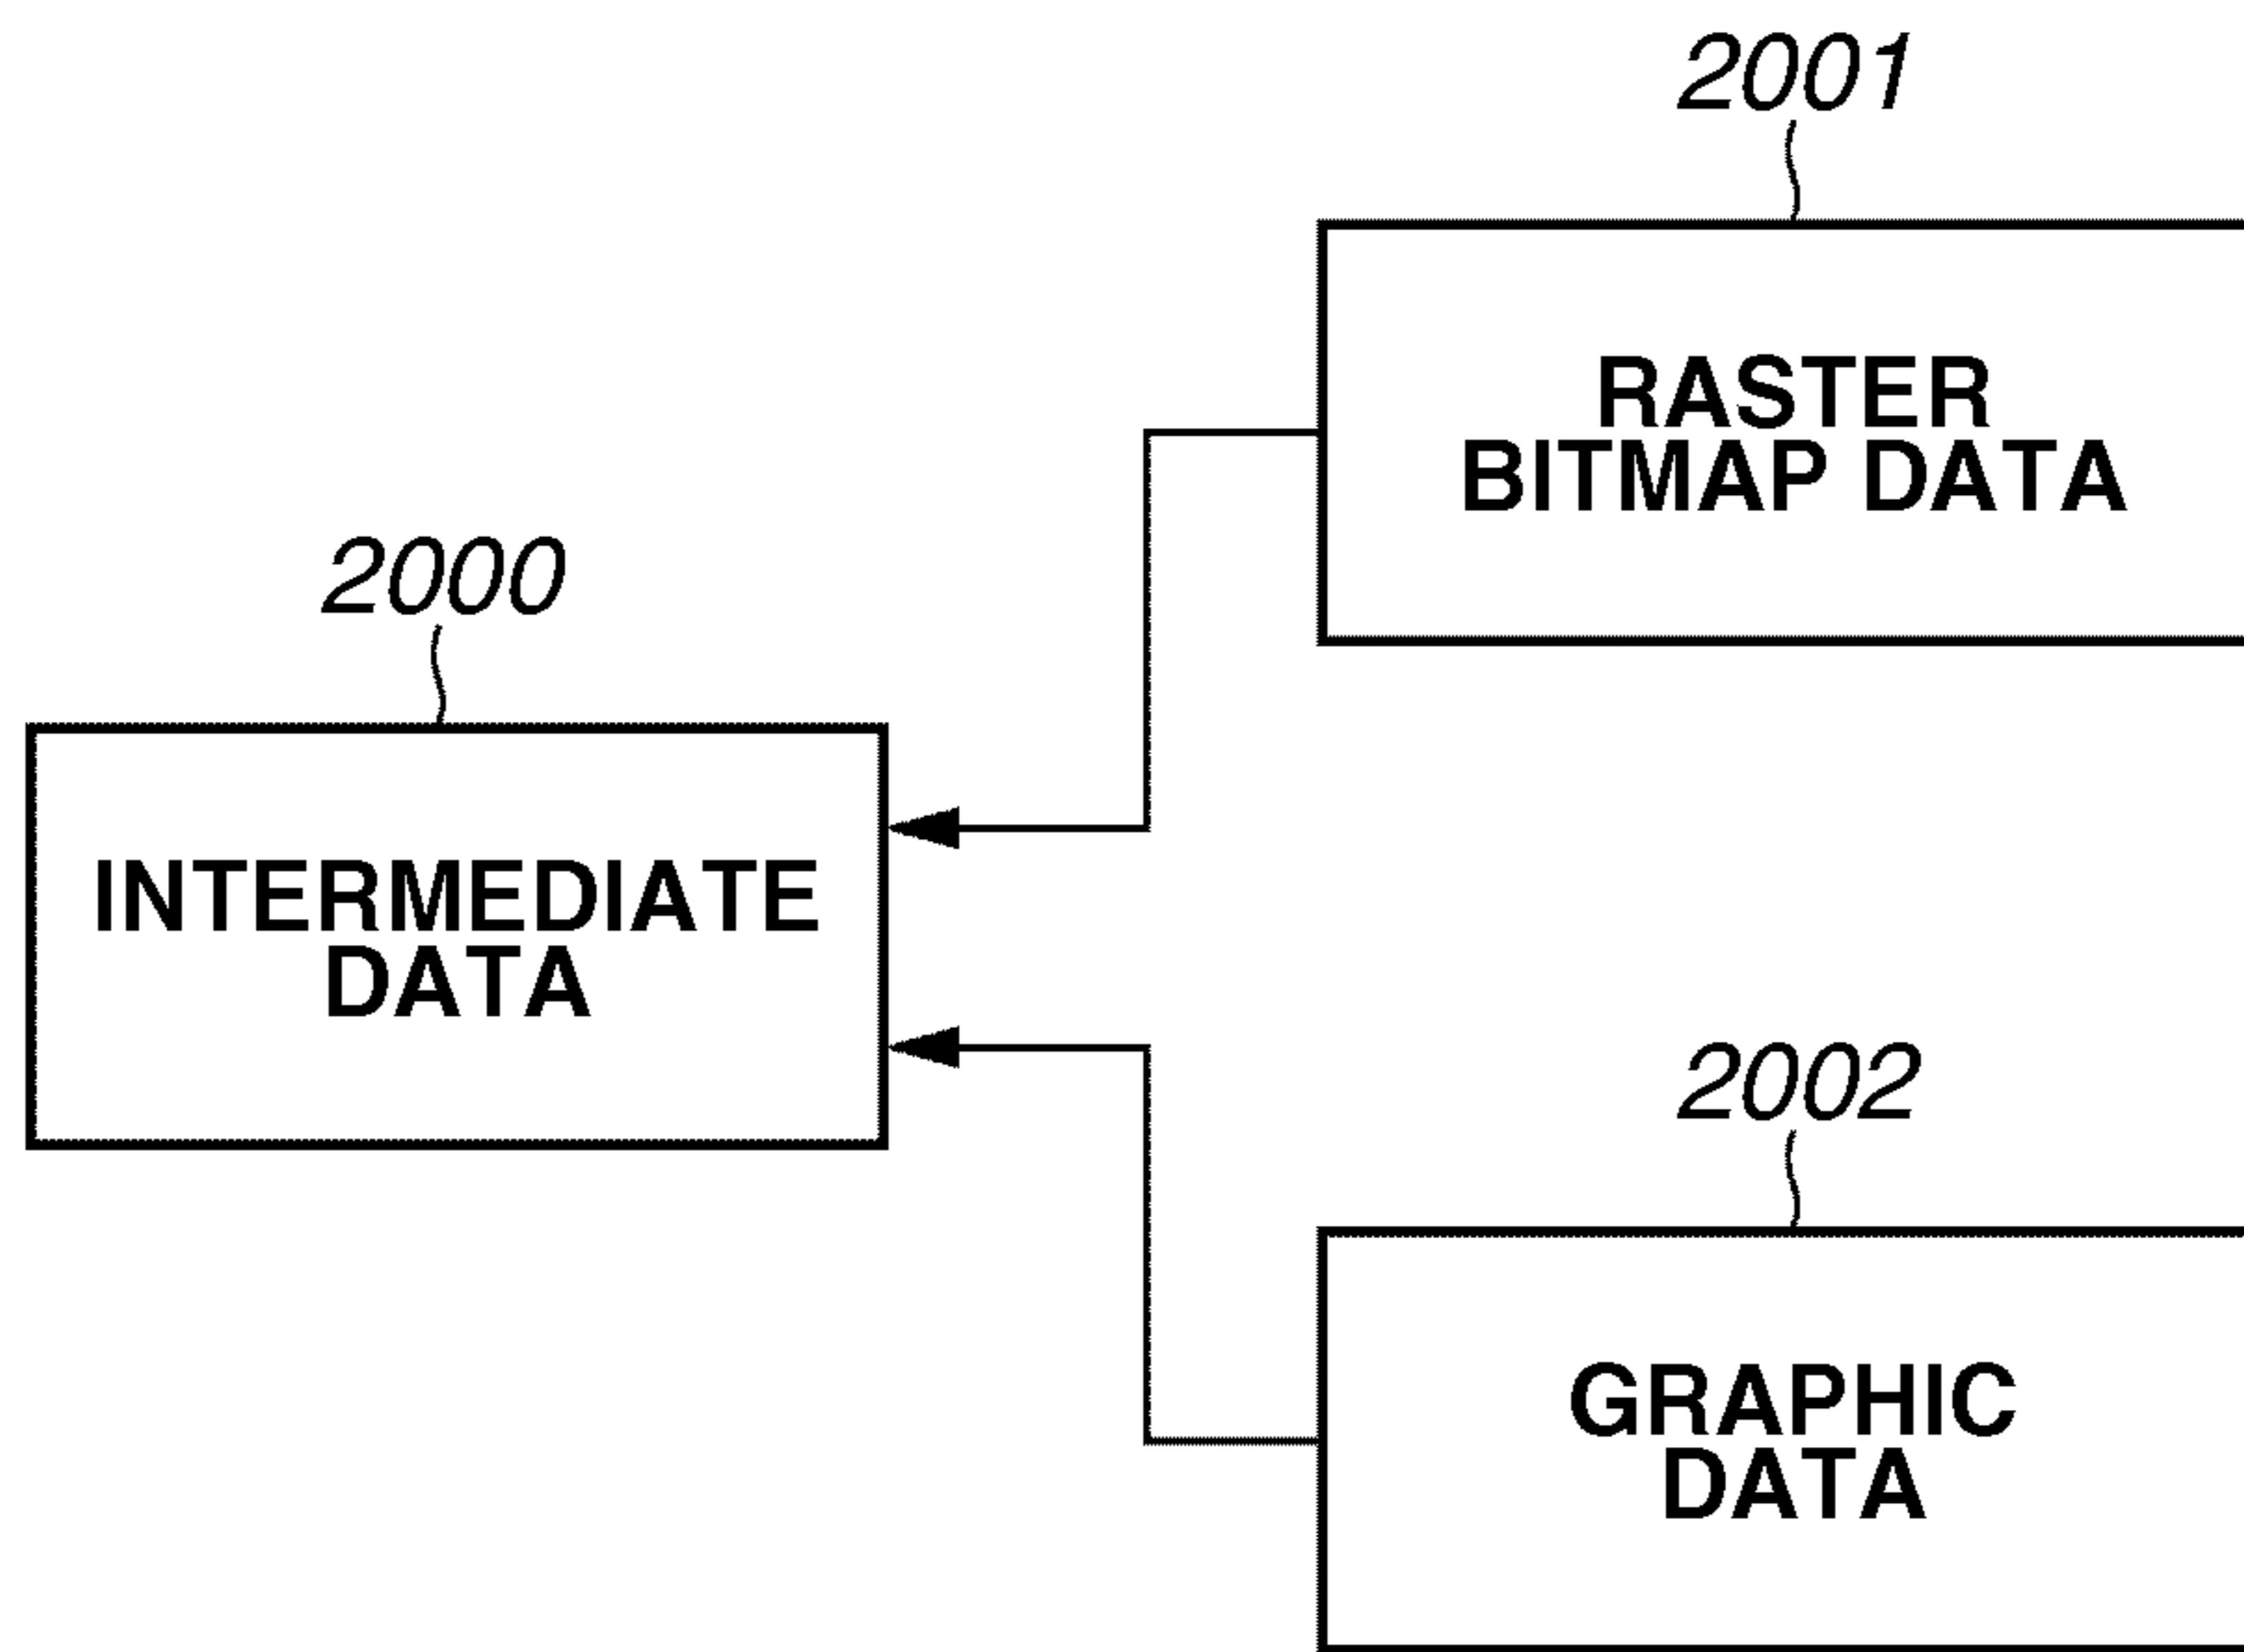 2001
RASTER
BITMAP DATA
2000
INTERMEDIATE
DATA
2002
GRAPHIC
DATA